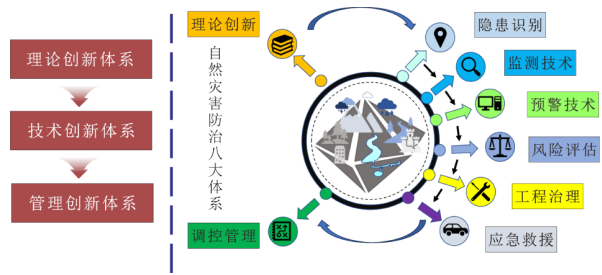 理论创新体系
技术创新体系
管理创新体系
理论创新
自然灾害防治八大体系
调控管理
隐患识别
监测技术
预警技术
风险评估
工程治理
应急救援